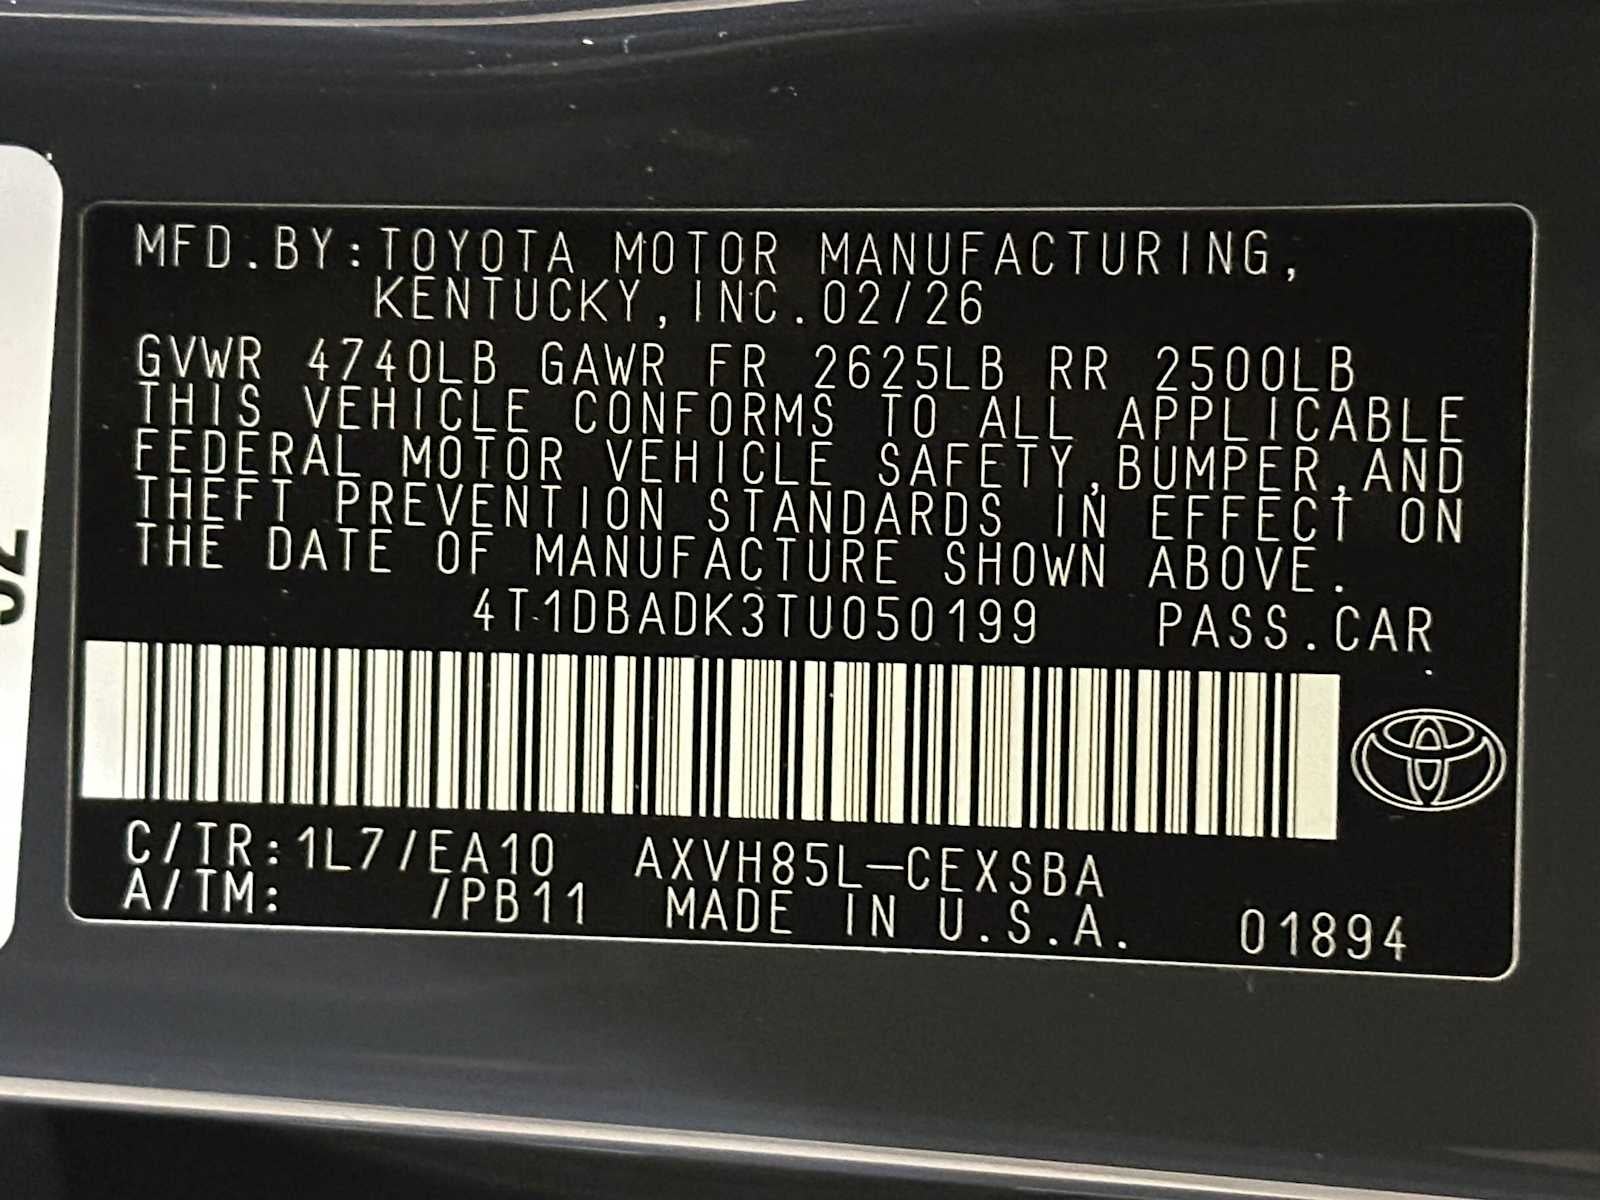 MFD.BY:TOYOTA MOTOR MANUFACTURING,
KENTUCKY,INC.02/26
GVWR 4740LB GAWR FR 2625LB RR 2500LB
THIS VEHICLE CONFORMS TO ALL APPLICABLE
FEDERAL MOTOR VEHICLE SAFETY,BUMPER,AND
THEFT PREVENTION STANDARDS IN EFFECT ON
THE DATE OF MANUFACTURE SHOWN ABOVE.
4T1DBADK3TU050199 PASS.CAR
C/TR:1L7/EA10 AXVH85L-CEXSBA
A/TM: /PB11 MADE IN U.S.A. 01894